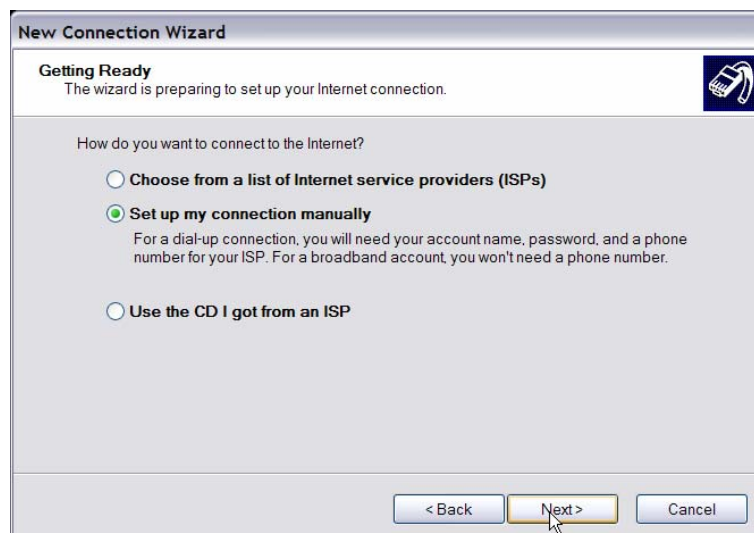 New Connection Wizard
Getting Ready
The wizard is preparing to set up your Internet connection.
How do you want to connect to the Internet?
Choose from a list of Internet service providers (ISPs)
Set up my connection manually
For a dial-up connection, you will need your account name, password, and a phone
number for your ISP. For a broadband account, you won't need a phone number.
Use the CD I got from an ISP
< Back
Next >
Cancel